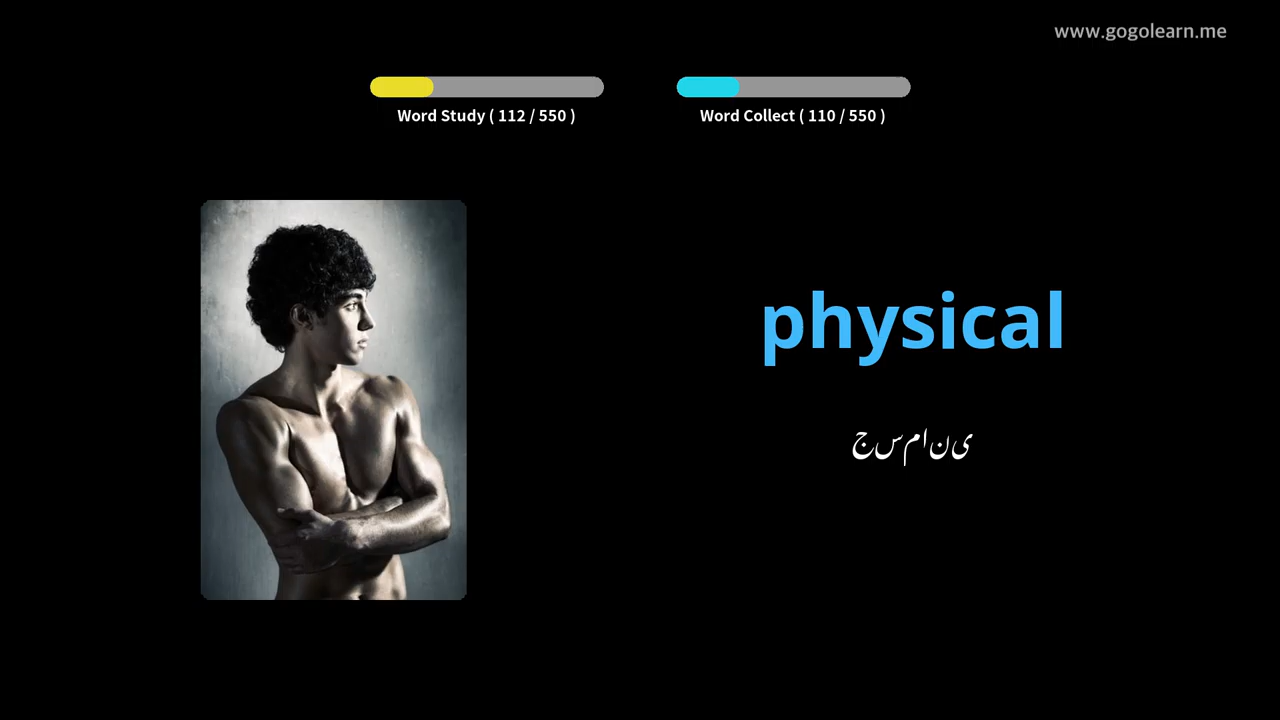 www.gogolearn.me
Word Study ( 112 / 550 )
Word Collect ( 110 / 550 )
physical
جسمانی